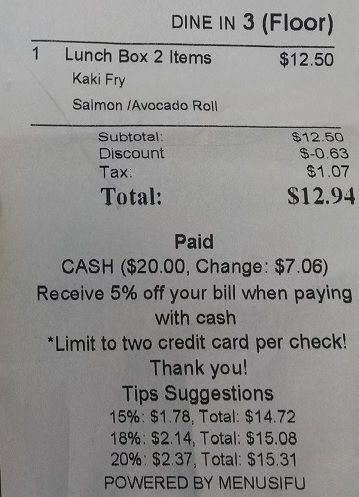 DINE IN 3 (Floor)
1 Lunch Box 2 Items $12.50
Kaki Fry
Salmon /Avocado Roll
Subtotal: $12.50
Discount $-0.63
Tax: $1.07
Total: $12.94
Paid
CASH ($20.00, Change: $7.06)
Receive 5% off your bill when paying
with cash
*Limit to two credit card per check!
Thank you!
Tips Suggestions
15%: $1.78, Total: $14.72
18%: $2.14, Total: $15.08
20%: $2.37, Total: $15.31
POWERED BY MENUSIFU